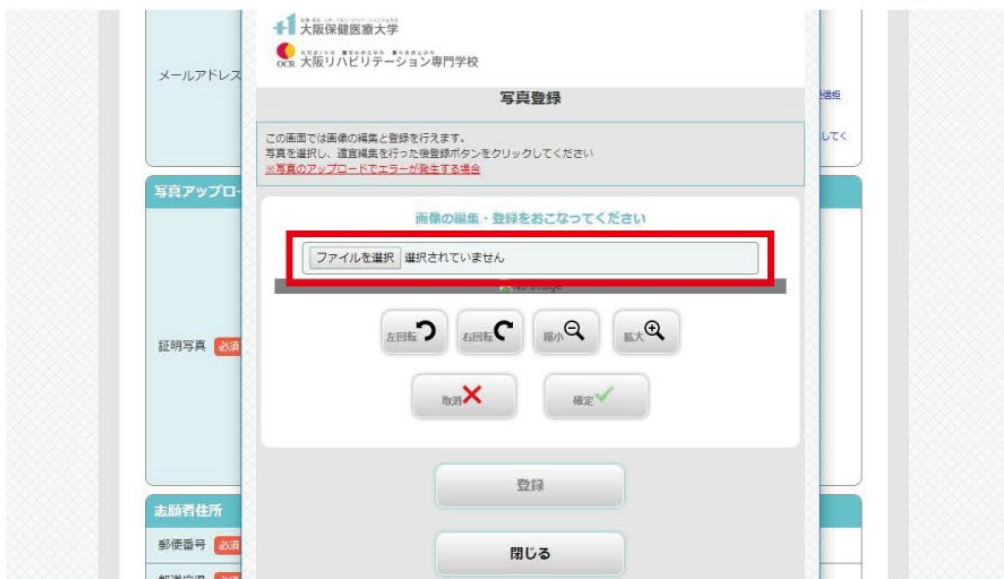 大阪保健医療大学
OCR 大阪リハビリテーション専門学校
メールアドレス
写真登録
この画面では画像の編集と登録を行えます。
写真を選択し、適宜編集を行った後登録ボタンをクリックしてください
※写真のアップロードでエラーが発生する場合
してく
写真アップロー
画像の編集・登録をおこなってください
ファイルを選択 選択されていません
No Image
左回転 右回転 縮小 拡大
証明写真 必須
取消 確定
登録
志願者住所
郵便番号 必須
閉じる